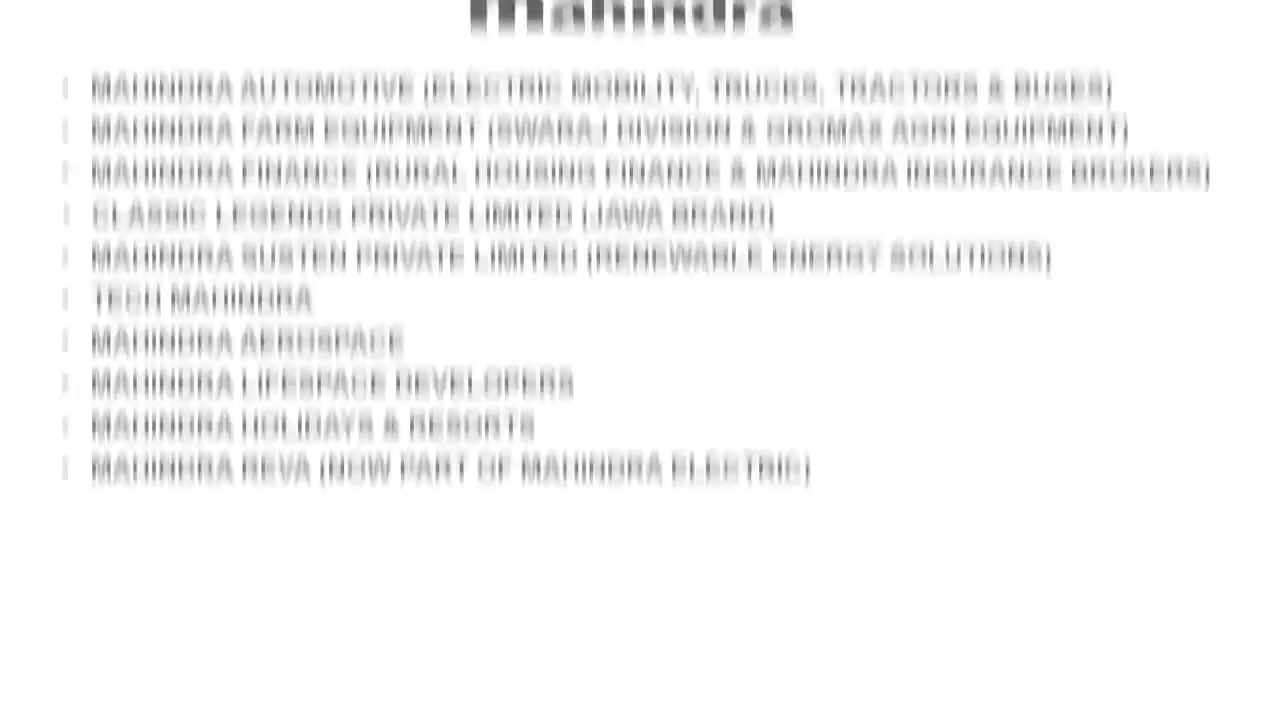 Mahindra
MAHINDRA AUTOMOTIVE (ELECTRIC MOBILITY, TRUCKS, TRACTORS & BUSES)
MAHINDRA FARM EQUIPMENT (SWARAJ DIVISION & GROMAX AGRI EQUIPMENT)
MAHINDRA FINANCE (RURAL HOUSING FINANCE & MAHINDRA INSURANCE BROKERS)
CLASSIC LEGENDS PRIVATE LIMITED (JAWA BRAND)
MAHINDRA SUSTEN PRIVATE LIMITED (RENEWABLE ENERGY SOLUTIONS)
TECH MAHINDRA
MAHINDRA AEROSPACE
MAHINDRA LIFESPACE DEVELOPERS
MAHINDRA HOLIDAYS & RESORTS
MAHINDRA REVA (NOW PART OF MAHINDRA ELECTRIC)